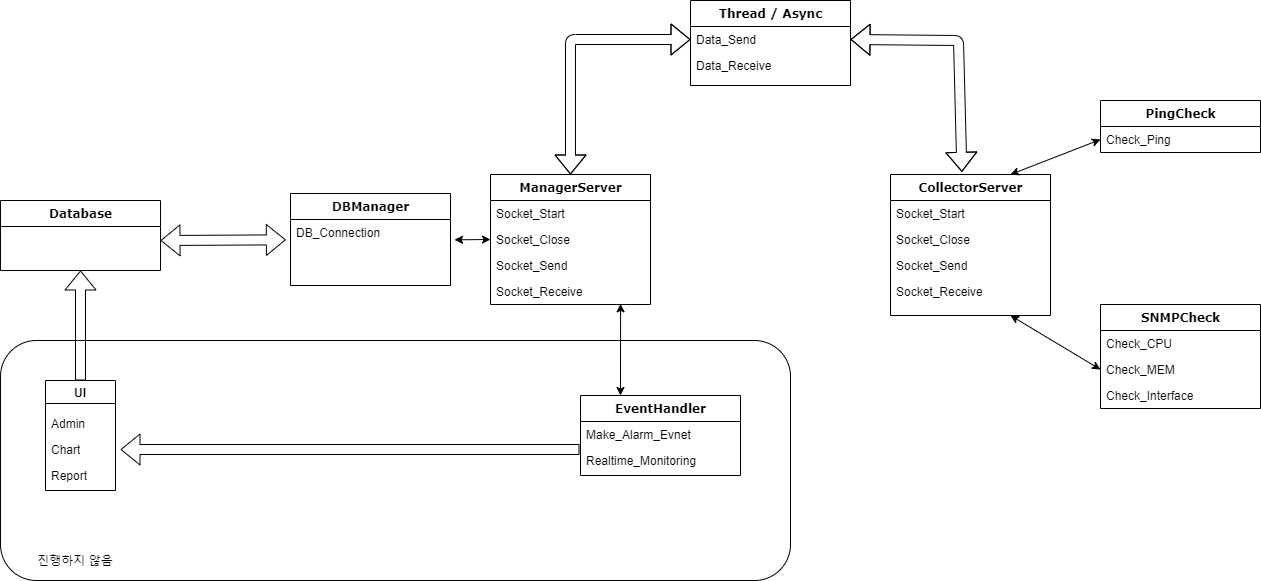 Thread / Async
Data_Send
Data_Receive
PingCheck
Check_Ping
ManagerServer
Socket_Start
Socket_Close
Socket_Send
Socket_Receive
CollectorServer
Socket_Start
Socket_Close
Socket_Send
Socket_Receive
DBManager
DB_Connection
Database
SNMPCheck
Check_CPU
Check_MEM
Check_Interface
UI
Admin
Chart
Report
EventHandler
Make_Alarm_Evnet
Realtime_Monitoring
진행하지 않음